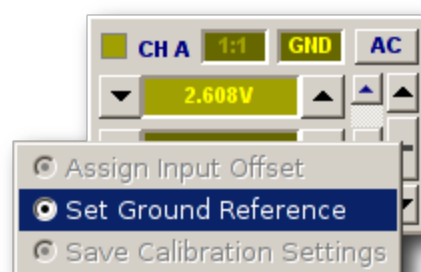 CH A 1:1 GND AC
2.608V
Assign Input Offset
Set Ground Reference
Save Calibration Settings